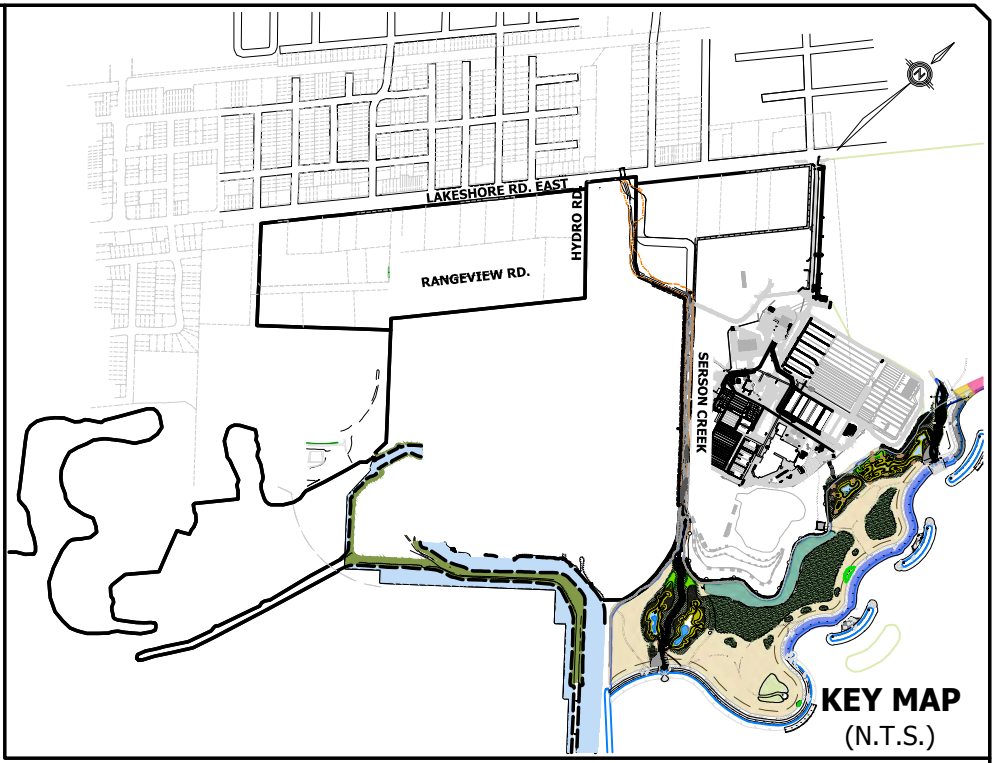 N
LAKESHORE RD. EAST
HYDRO RD.
RANGEVIEW RD.
SERSON CREEK
KEY MAP
(N.T.S.)